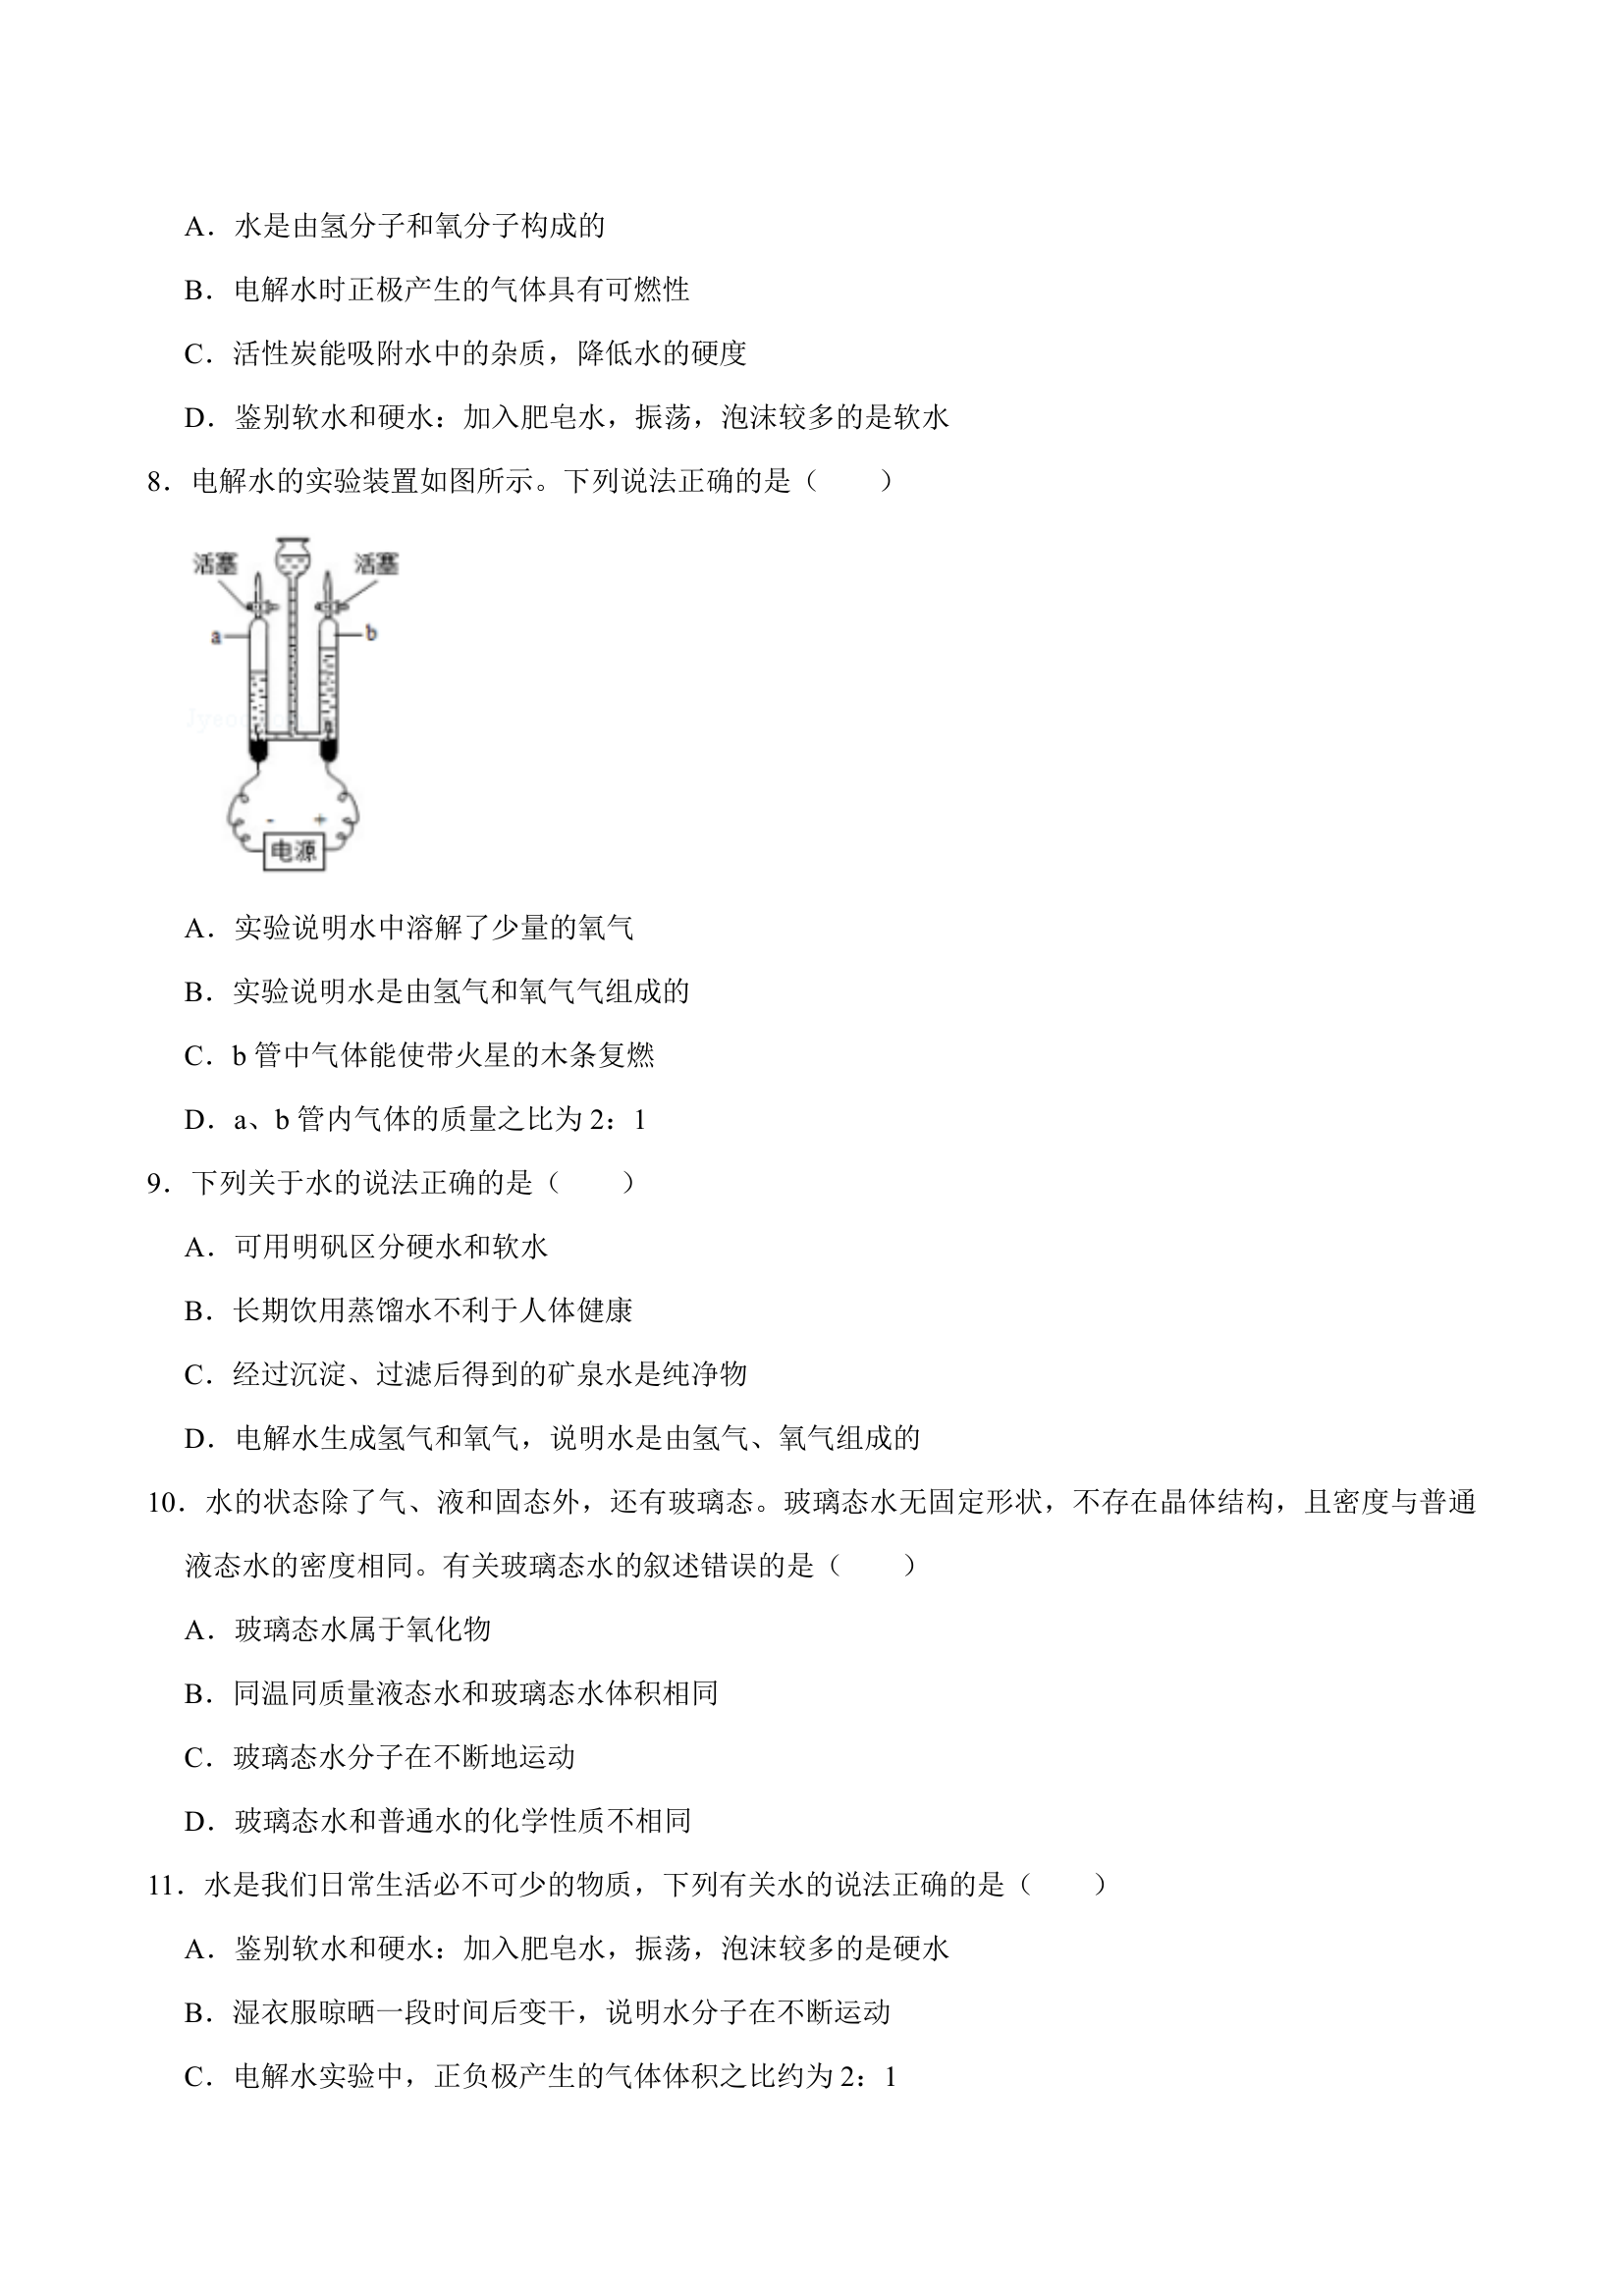 A．水是由氢分子和氧分子构成的
B．电解水时正极产生的气体具有可燃性
C．活性炭能吸附水中的杂质，降低水的硬度
D．鉴别软水和硬水：加入肥皂水，振荡，泡沫较多的是软水
8．电解水的实验装置如图所示。下列说法正确的是（　　）
活塞 活塞
a b
- +
电源
A．实验说明水中溶解了少量的氧气
B．实验说明水是由氢气和氧气气组成的
C．b 管中气体能使带火星的木条复燃
D．a、b 管内气体的质量之比为 2：1
9．下列关于水的说法正确的是（　　）
A．可用明矾区分硬水和软水
B．长期饮用蒸馏水不利于人体健康
C．经过沉淀、过滤后得到的矿泉水是纯净物
D．电解水生成氢气和氧气，说明水是由氢气、氧气组成的
10．水的状态除了气、液和固态外，还有玻璃态。玻璃态水无固定形状，不存在晶体结构，且密度与普通
液态水的密度相同。有关玻璃态水的叙述错误的是（　　）
A．玻璃态水属于氧化物
B．同温同质量液态水和玻璃态水体积相同
C．玻璃态水分子在不断地运动
D．玻璃态水和普通水的化学性质不相同
11．水是我们日常生活必不可少的物质，下列有关水的说法正确的是（　　）
A．鉴别软水和硬水：加入肥皂水，振荡，泡沫较多的是硬水
B．湿衣服晾晒一段时间后变干，说明水分子在不断运动
C．电解水实验中，正负极产生的气体体积之比约为 2：1